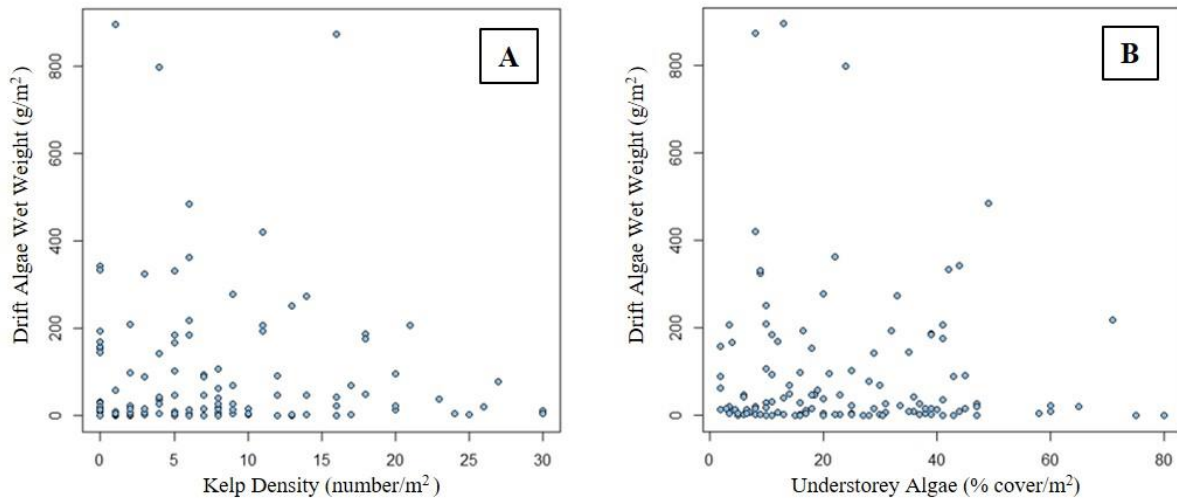 A
Drift Algae Wet Weight (g/m²)
800
600
400
200
0
0 5 10 15 20 25 30
Kelp Density (number/m²)
B
Drift Algae Wet Weight (g/m²)
800
600
400
200
0
0 20 40 60 80
Understorey Algae (% cover/m²)